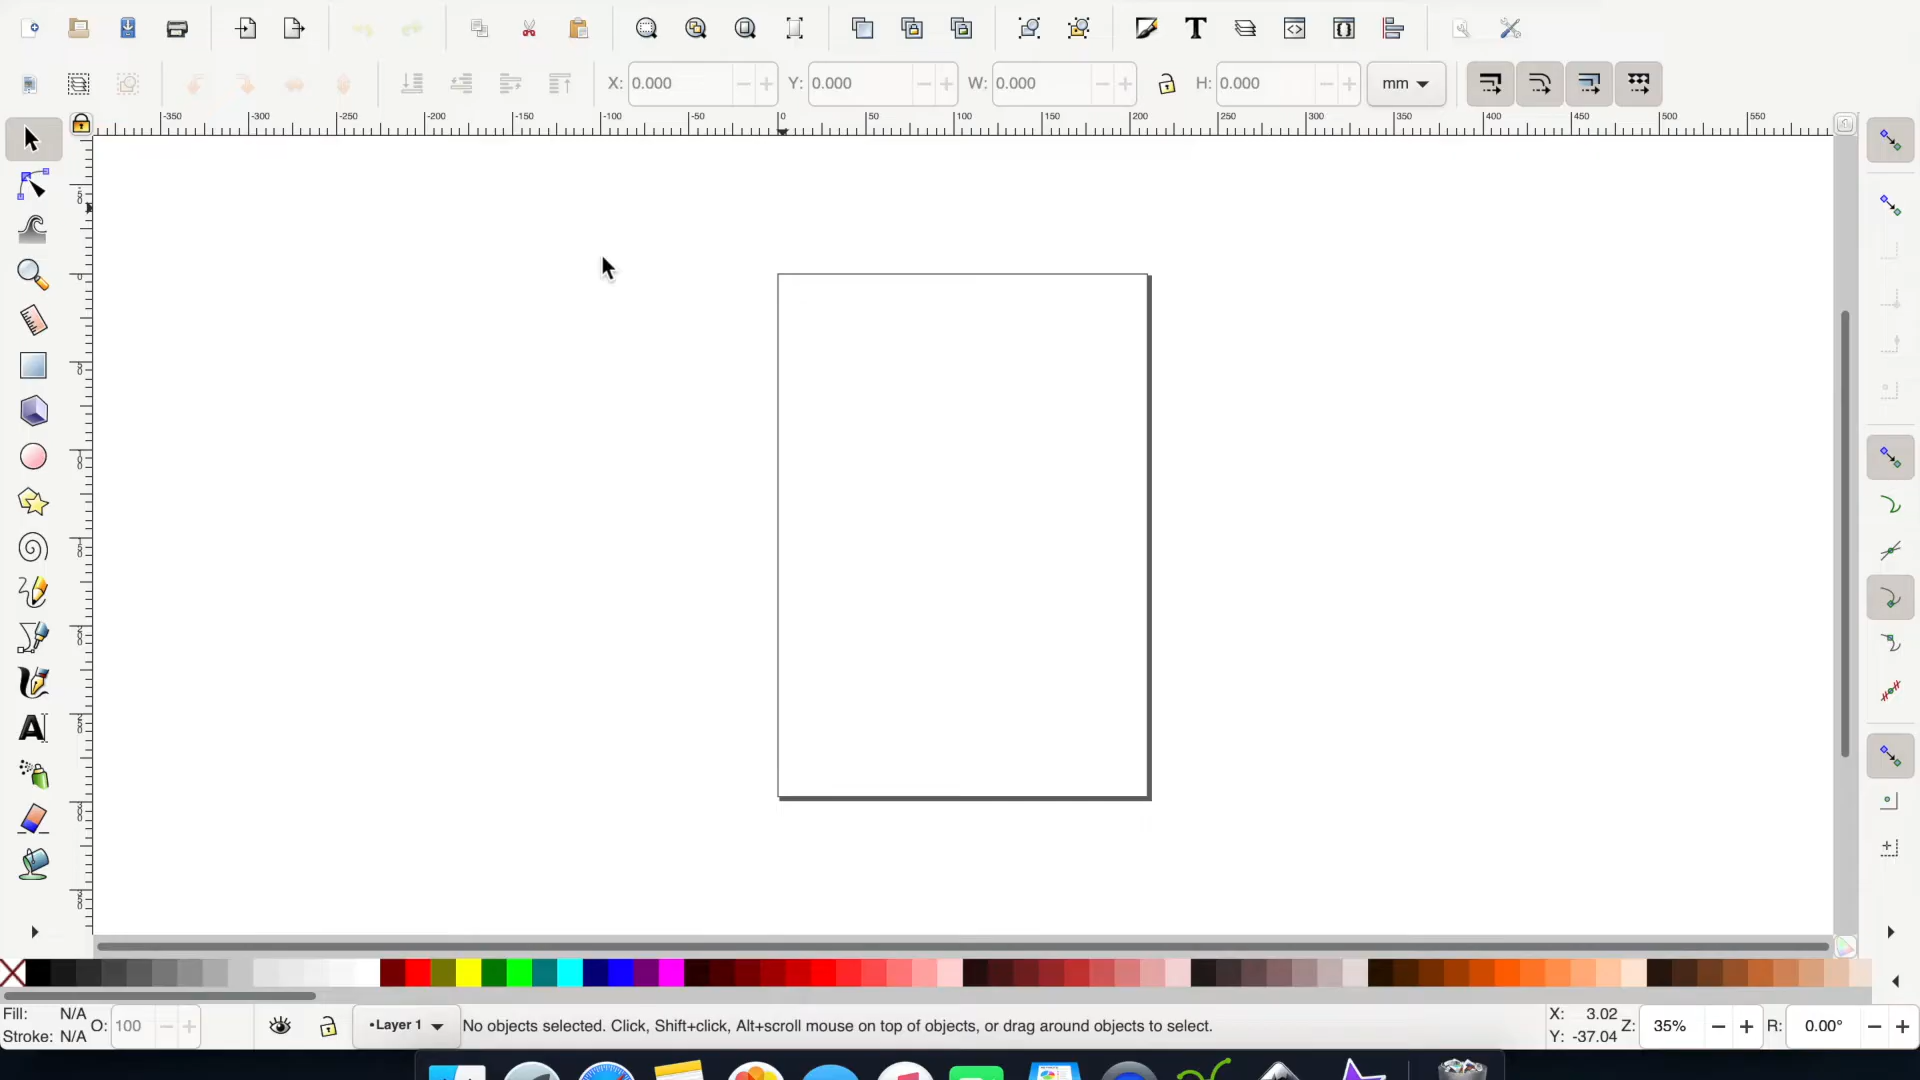 X: 0.000 Y: 0.000 W: 0.000 H: 0.000 mm
-350 -300 -250 -200 -150 -100 -50 0 50 100 150 200 250 300 350 400 450 500 550
Fill: N/A
Stroke: N/A
O: 100
•Layer 1
No objects selected. Click, Shift+click, Alt+scroll mouse on top of objects, or drag around objects to select.
X: 3.02
Y: -37.04
Z: 35%
R: 0.00°